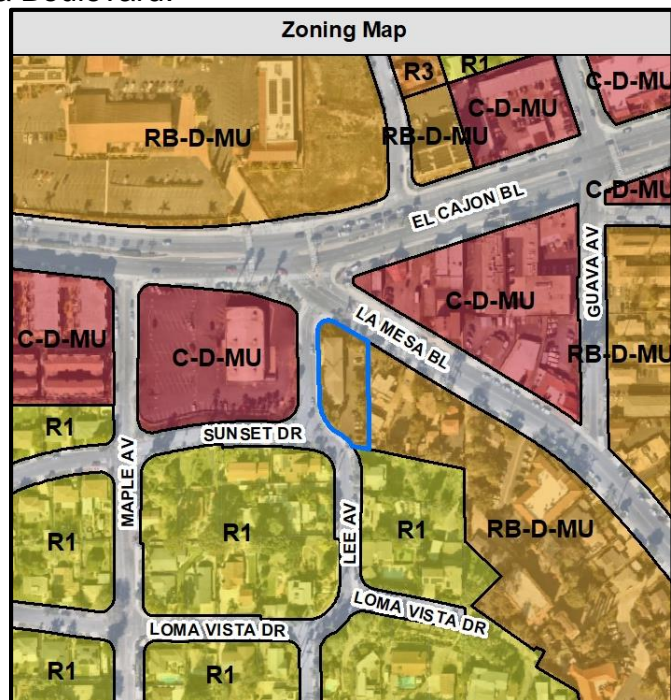 Zoning Map
R3
R1
C-D-MU
C-D-MU
RB-D-MU
RB-D-MU
EL CAJON BL
C-D-MU
GUAVA AV
C-D-MU
LA MESA BL
C-D-MU
C-D-MU
RB-D-MU
R1
SUNSET DR
MAPLE AV
R1
R1
LEE AV
R1
RB-D-MU
LOMA VISTA DR
LOMA VISTA DR
R1
R1